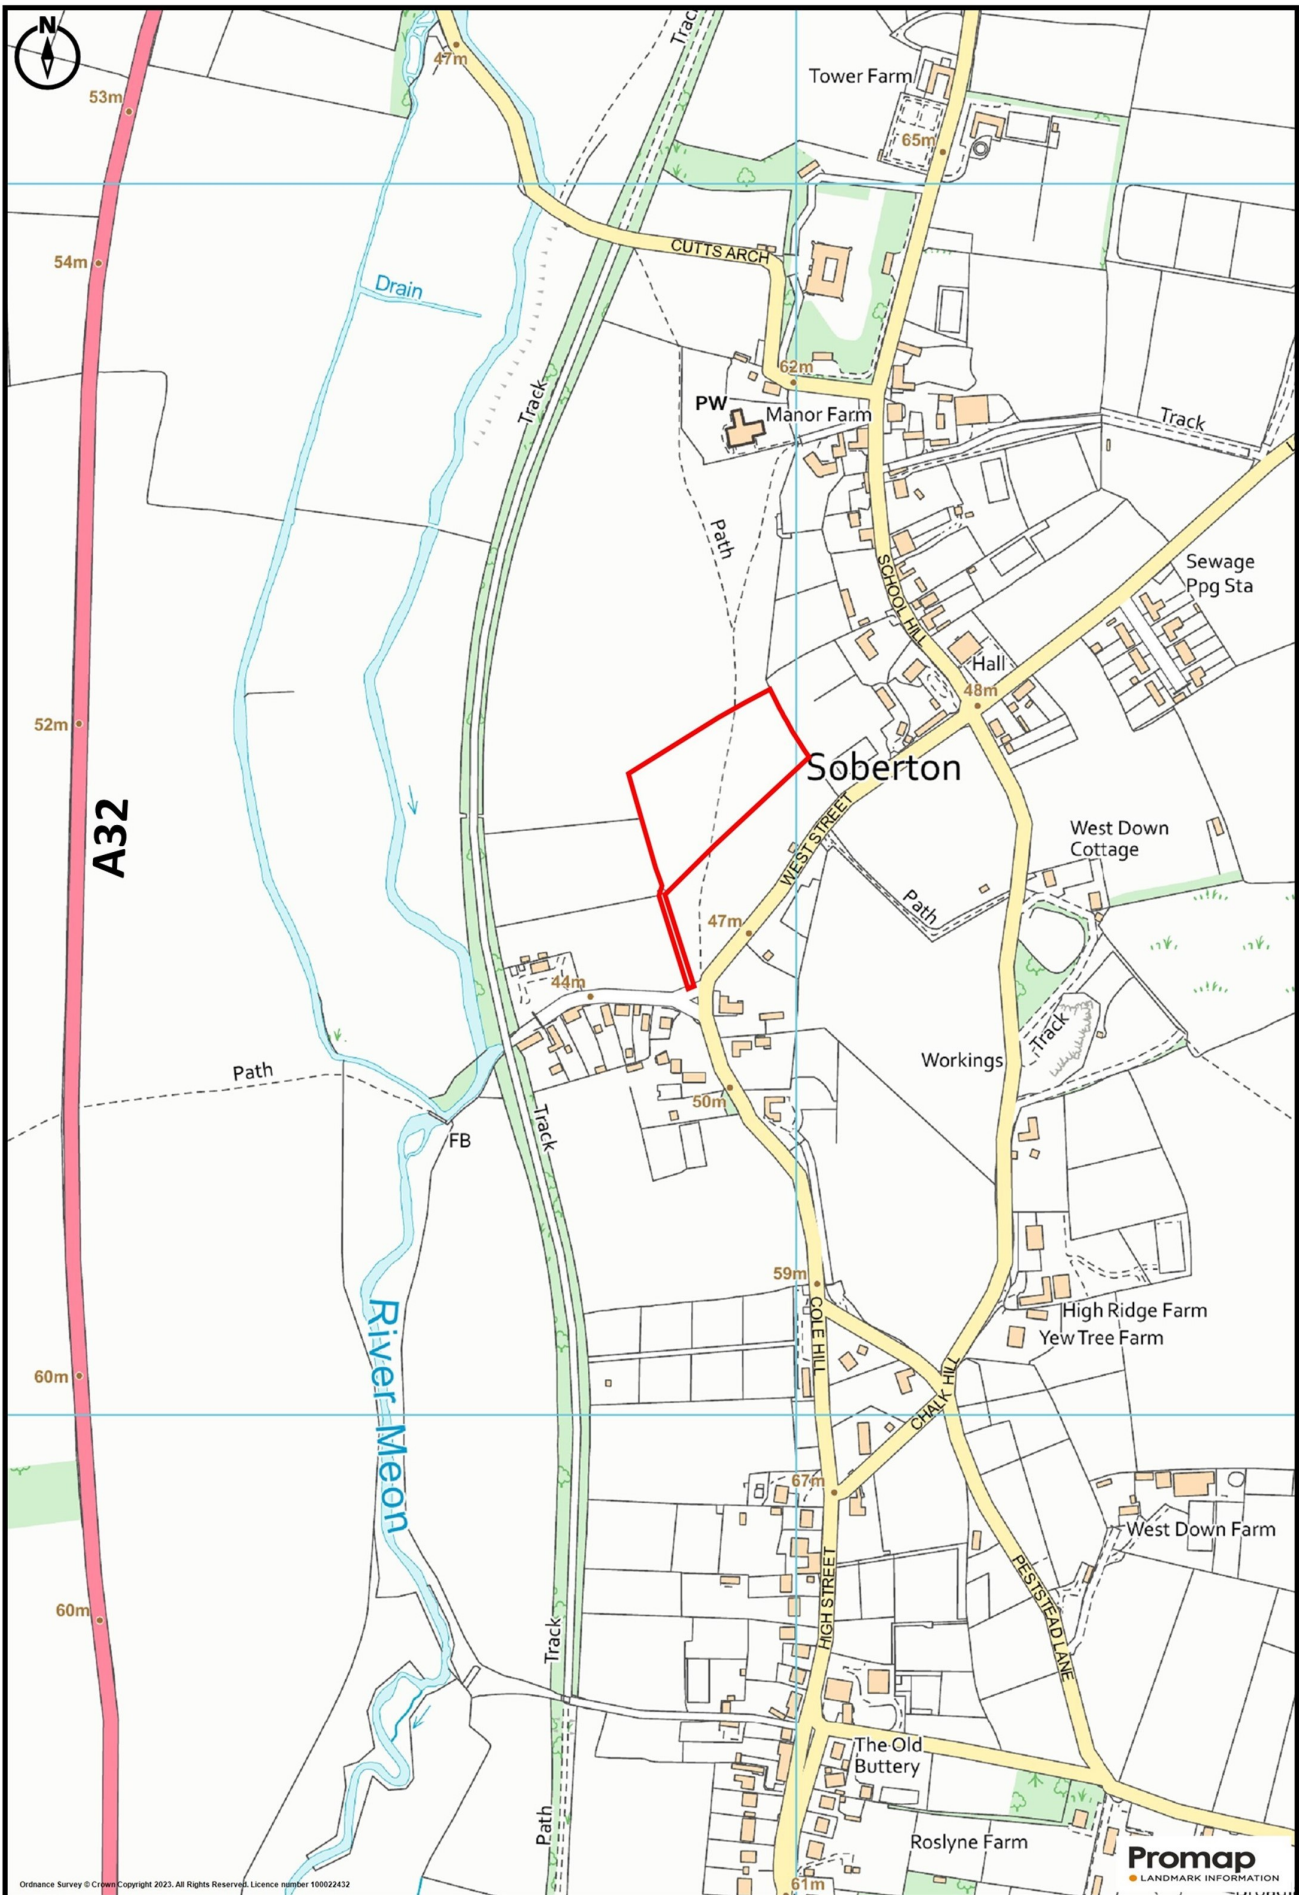 N
47m
Track
Tower Farm
53m
65m
54m
CUTTS ARCH
Drain
62m
Track
PW
Manor Farm
Track
Path
SCHOOL HILL
Sewage
Ppg Sta
Hall
48m
52m
Soberton
A32
WEST STREET
West Down
Cottage
Path
47m
44m
Track
Workings
Path
50m
Track
FB
59m
COLE HILL
High Ridge Farm
Yew Tree Farm
River Meon
60m
CHALK HILL
67m
West Down Farm
HIGH STREET
PESTSTEAD LANE
60m
Track
The Old
Buttery
Path
Roslyne Farm
Promap
LANDMARK INFORMATION
61m
Ordnance Survey © Crown Copyright 2023. All Rights Reserved. Licence number 100022432